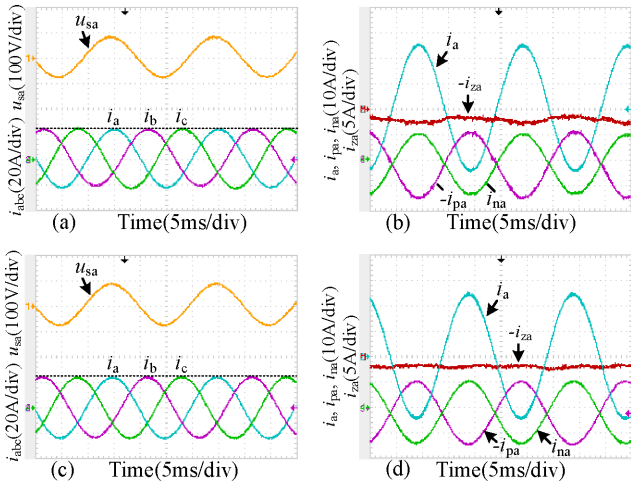 u_sa(100V/div)
i_abc(20A/div)
u_sa
1
i_a i_b i_c
(a) Time(5ms/div)
i_a, i_pa, i_na(10A/div)
i_za(5A/div)
i_a
-i_za
-i_pa i_na
(b) Time(5ms/div)
u_sa(100V/div)
i_abc(20A/div)
u_sa
1
i_a i_b i_c
(c) Time(5ms/div)
i_a, i_pa, i_na(10A/div)
i_za(5A/div)
i_a
-i_za
-i_pa i_na
(d) Time(5ms/div)